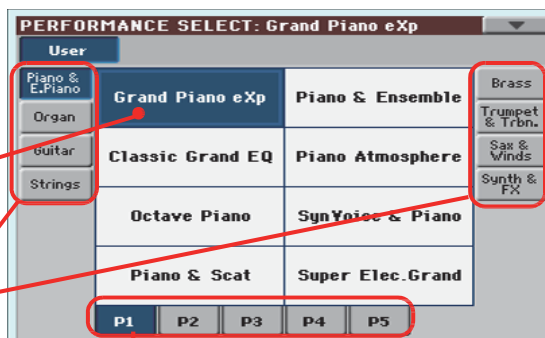 PERFORMANCE SELECT: Grand Piano eXp
User
Piano &
E.Piano
Organ
Guitar
Strings
Grand Piano eXp
Piano & Ensemble
Classic Grand EQ
Piano Atmosphere
Octave Piano
SynVoice & Piano
Piano & Scat
Super Elec.Grand
Brass
Trumpet
& Trbn.
Sax &
Winds
Synth &
FX
P1 P2 P3 P4 P5